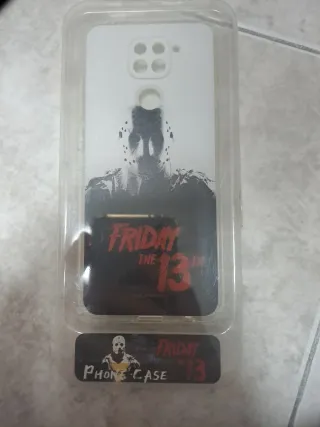 FRIDAY
THE 13TH
FRIDAY
13
PHONE CASE